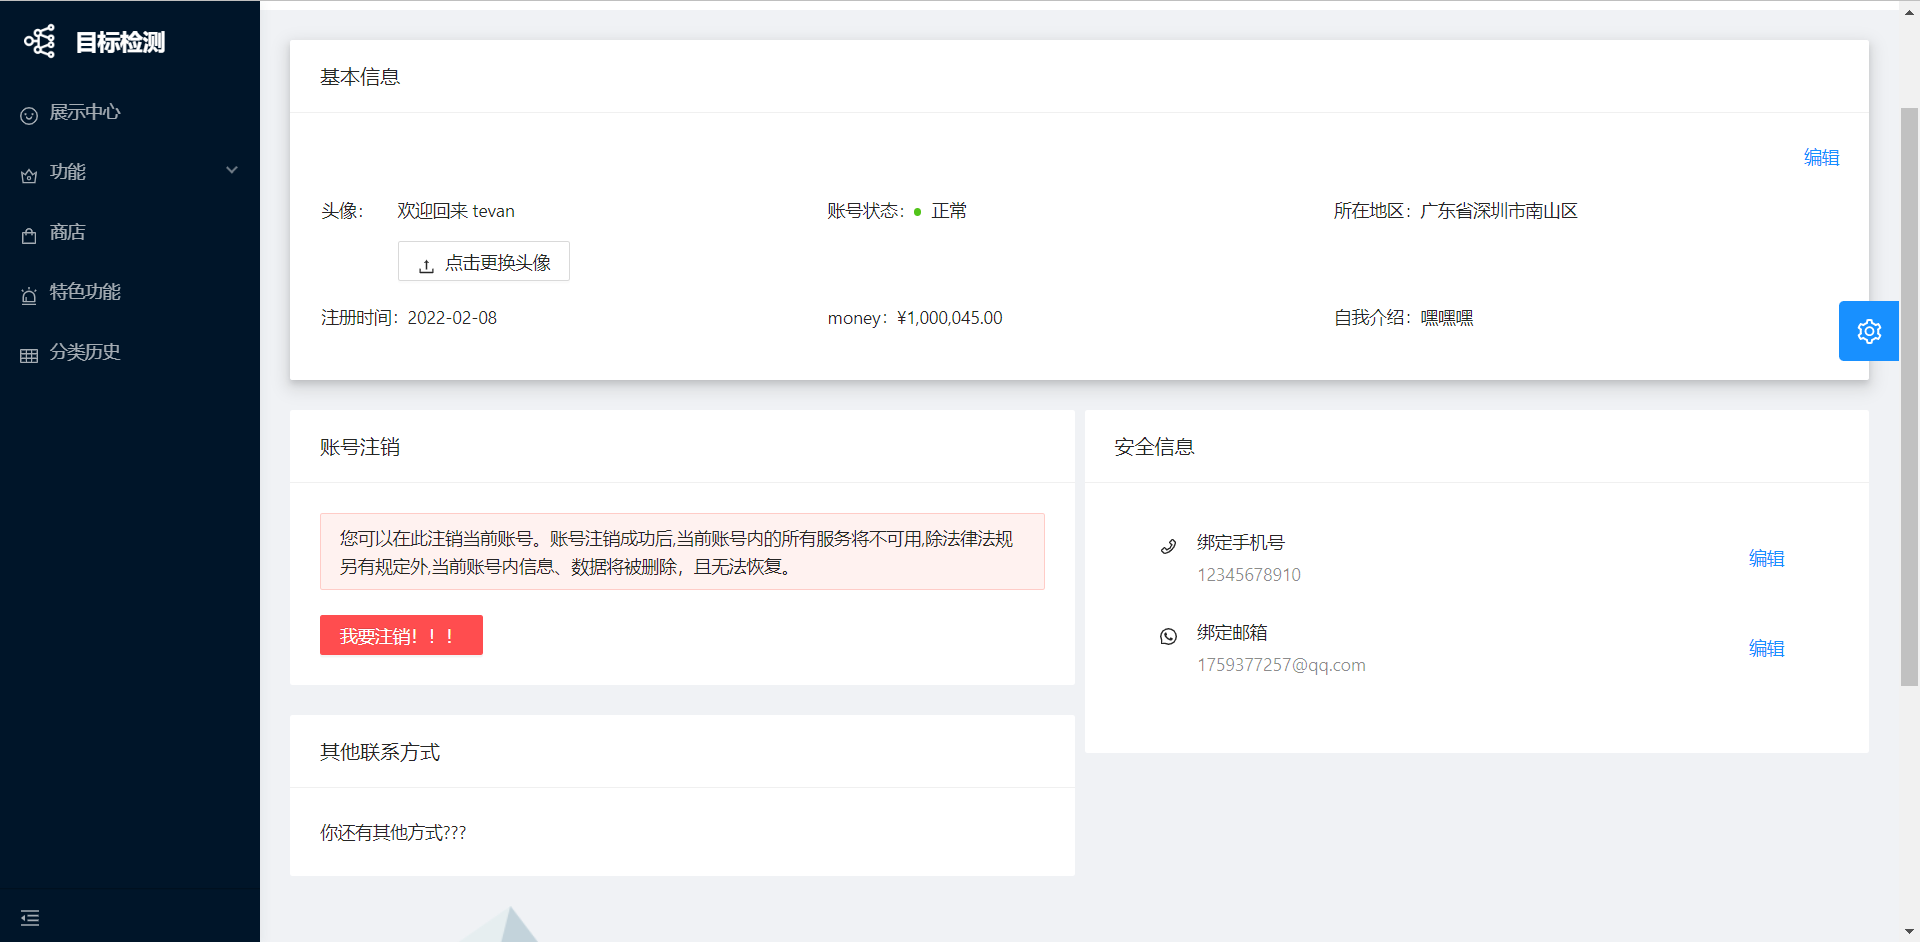 目标检测
展示中心
功能
商店
特色功能
分类历史
基本信息
编辑
头像： 欢迎回来 tevan
账号状态： 正常
所在地区：广东省深圳市南山区
点击更换头像
注册时间：2022-02-08
money：¥1,000,045.00
自我介绍：嘿嘿嘿
账号注销
您可以在此注销当前账号。账号注销成功后,当前账号内的所有服务将不可用,除法律法规
另有规定外,当前账号内信息、数据将被删除，且无法恢复。
我要注销！！！
其他联系方式
你还有其他方式???
安全信息
绑定手机号
12345678910
编辑
绑定邮箱
1759377257@qq.com
编辑